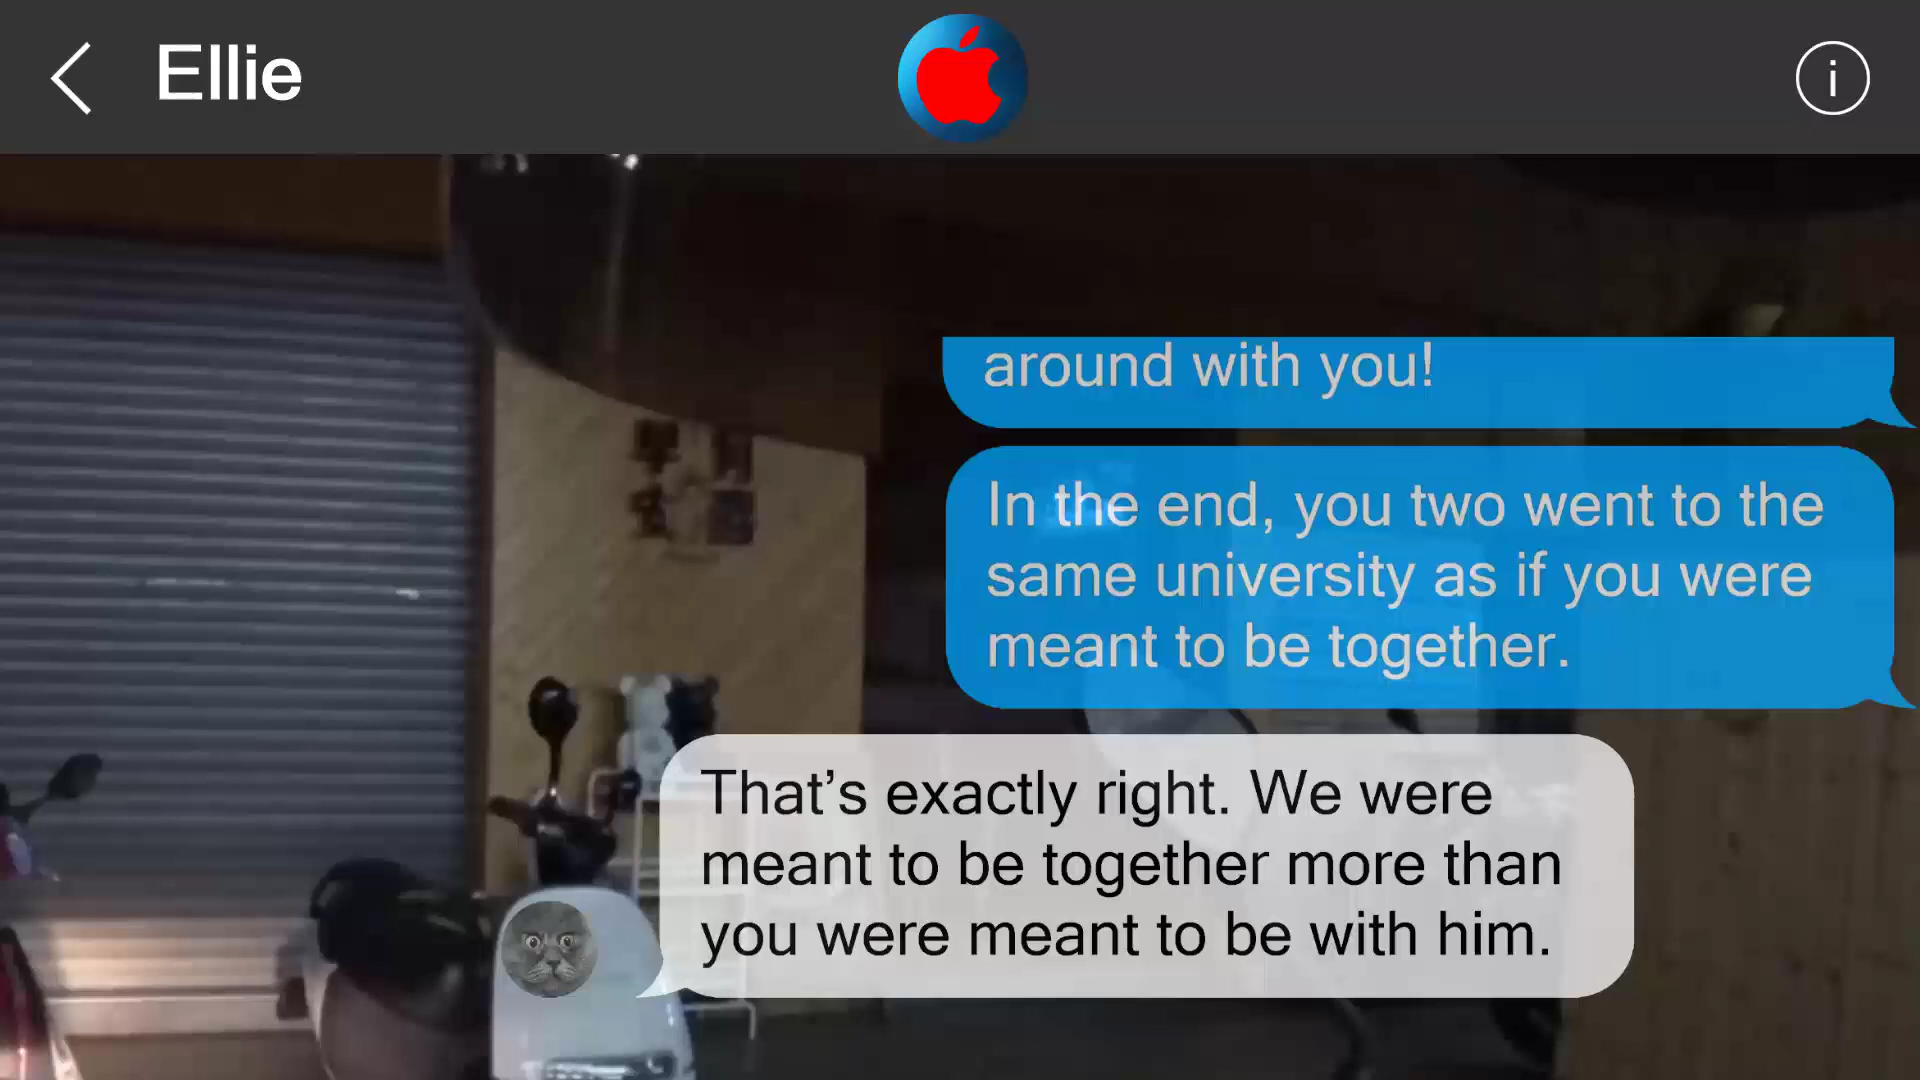 Ellie
i
around with you!
In the end, you two went to the
same university as if you were
meant to be together.
That’s exactly right. We were
meant to be together more than
you were meant to be with him.